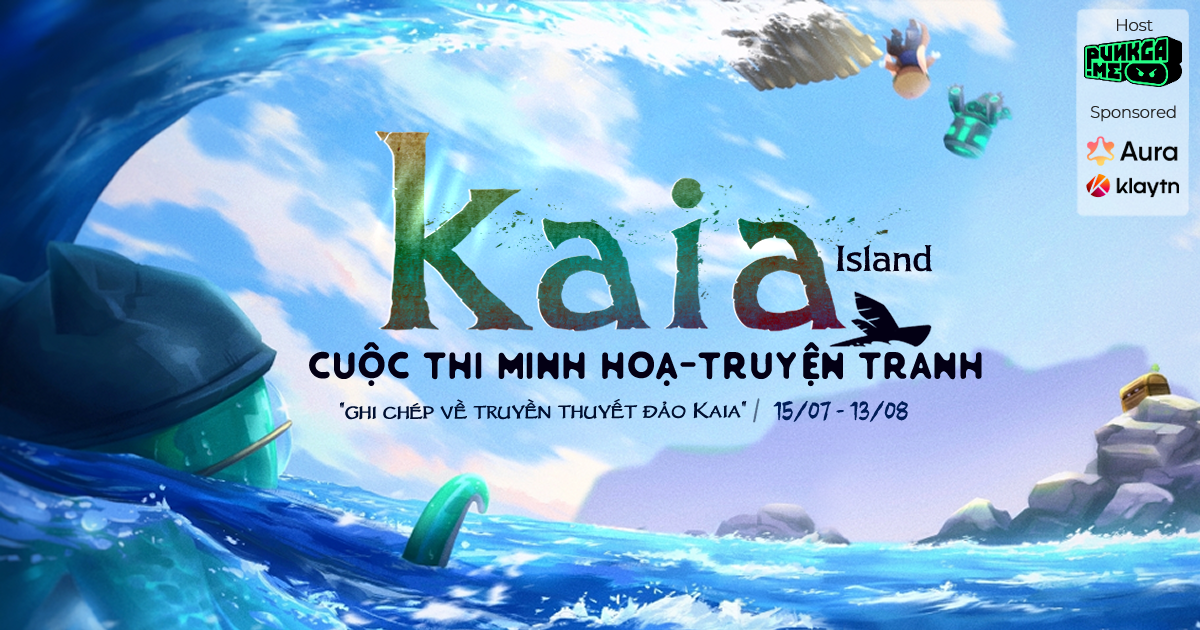 Host
PUNKGA
.ME
Sponsored
Aura
klaytn
Kaia
Island
CUỘC THI MINH HOẠ-TRUYỆN TRANH
"GHI CHÉP VỀ TRUYỀN THUYẾT ĐẢO KAIA" | 15/07 - 13/08